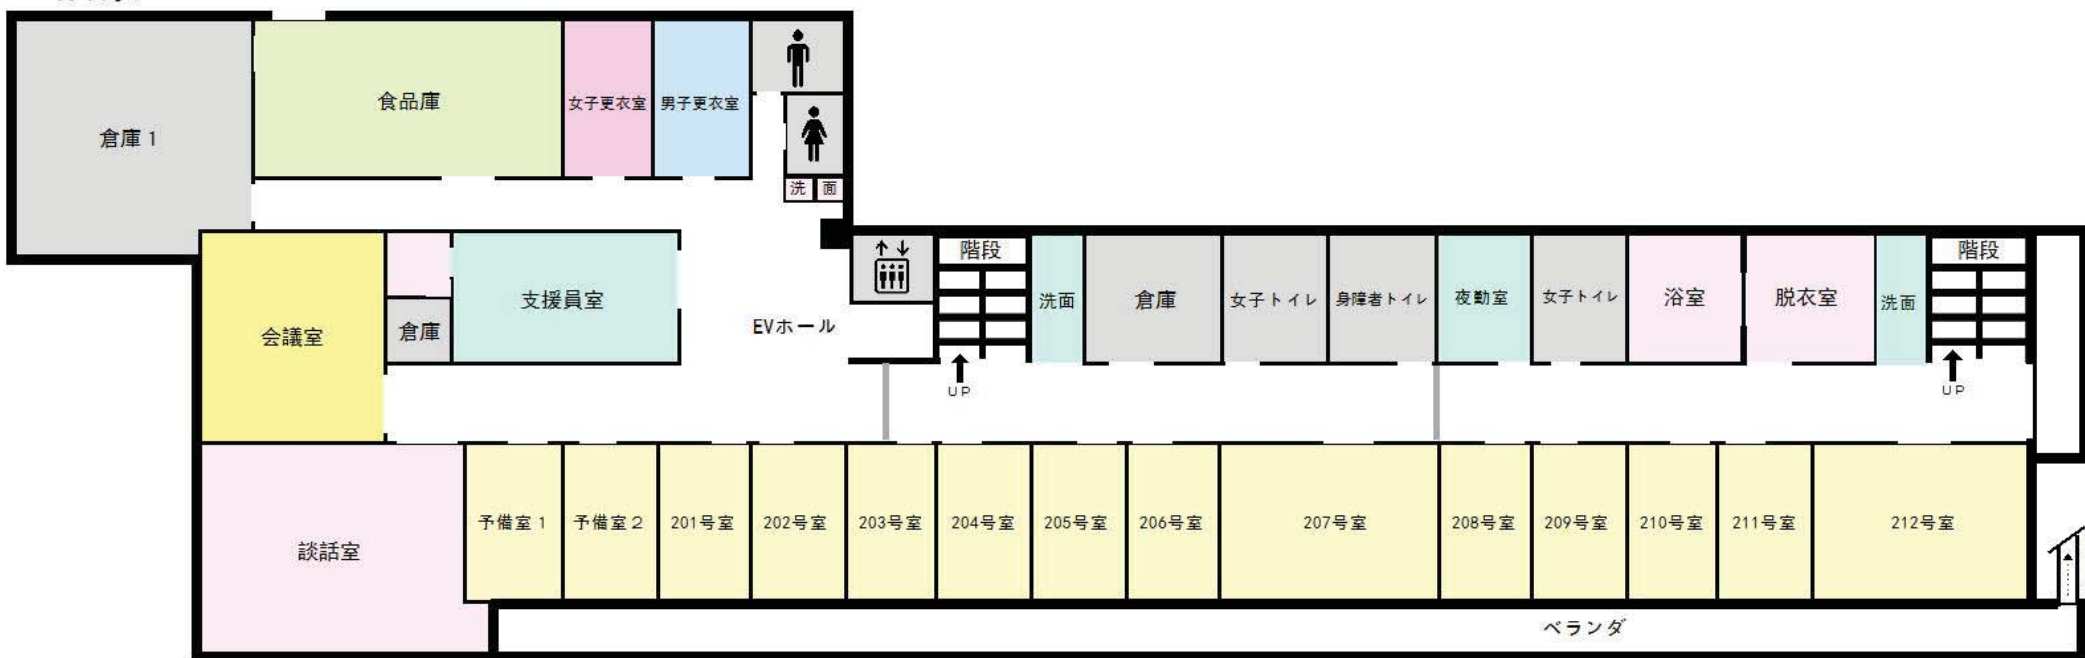 食品庫
女子更衣室
男子更衣室
倉庫1
洗 面
階段
階段
支援員室
洗面
倉庫
女子トイレ
身障者トイレ
夜勤室
女子トイレ
浴室
脱衣室
洗面
会議室
倉庫
EVホール
UP
UP
談話室
予備室1
予備室2
201号室
202号室
203号室
204号室
205号室
206号室
207号室
208号室
209号室
210号室
211号室
212号室
ベランダ